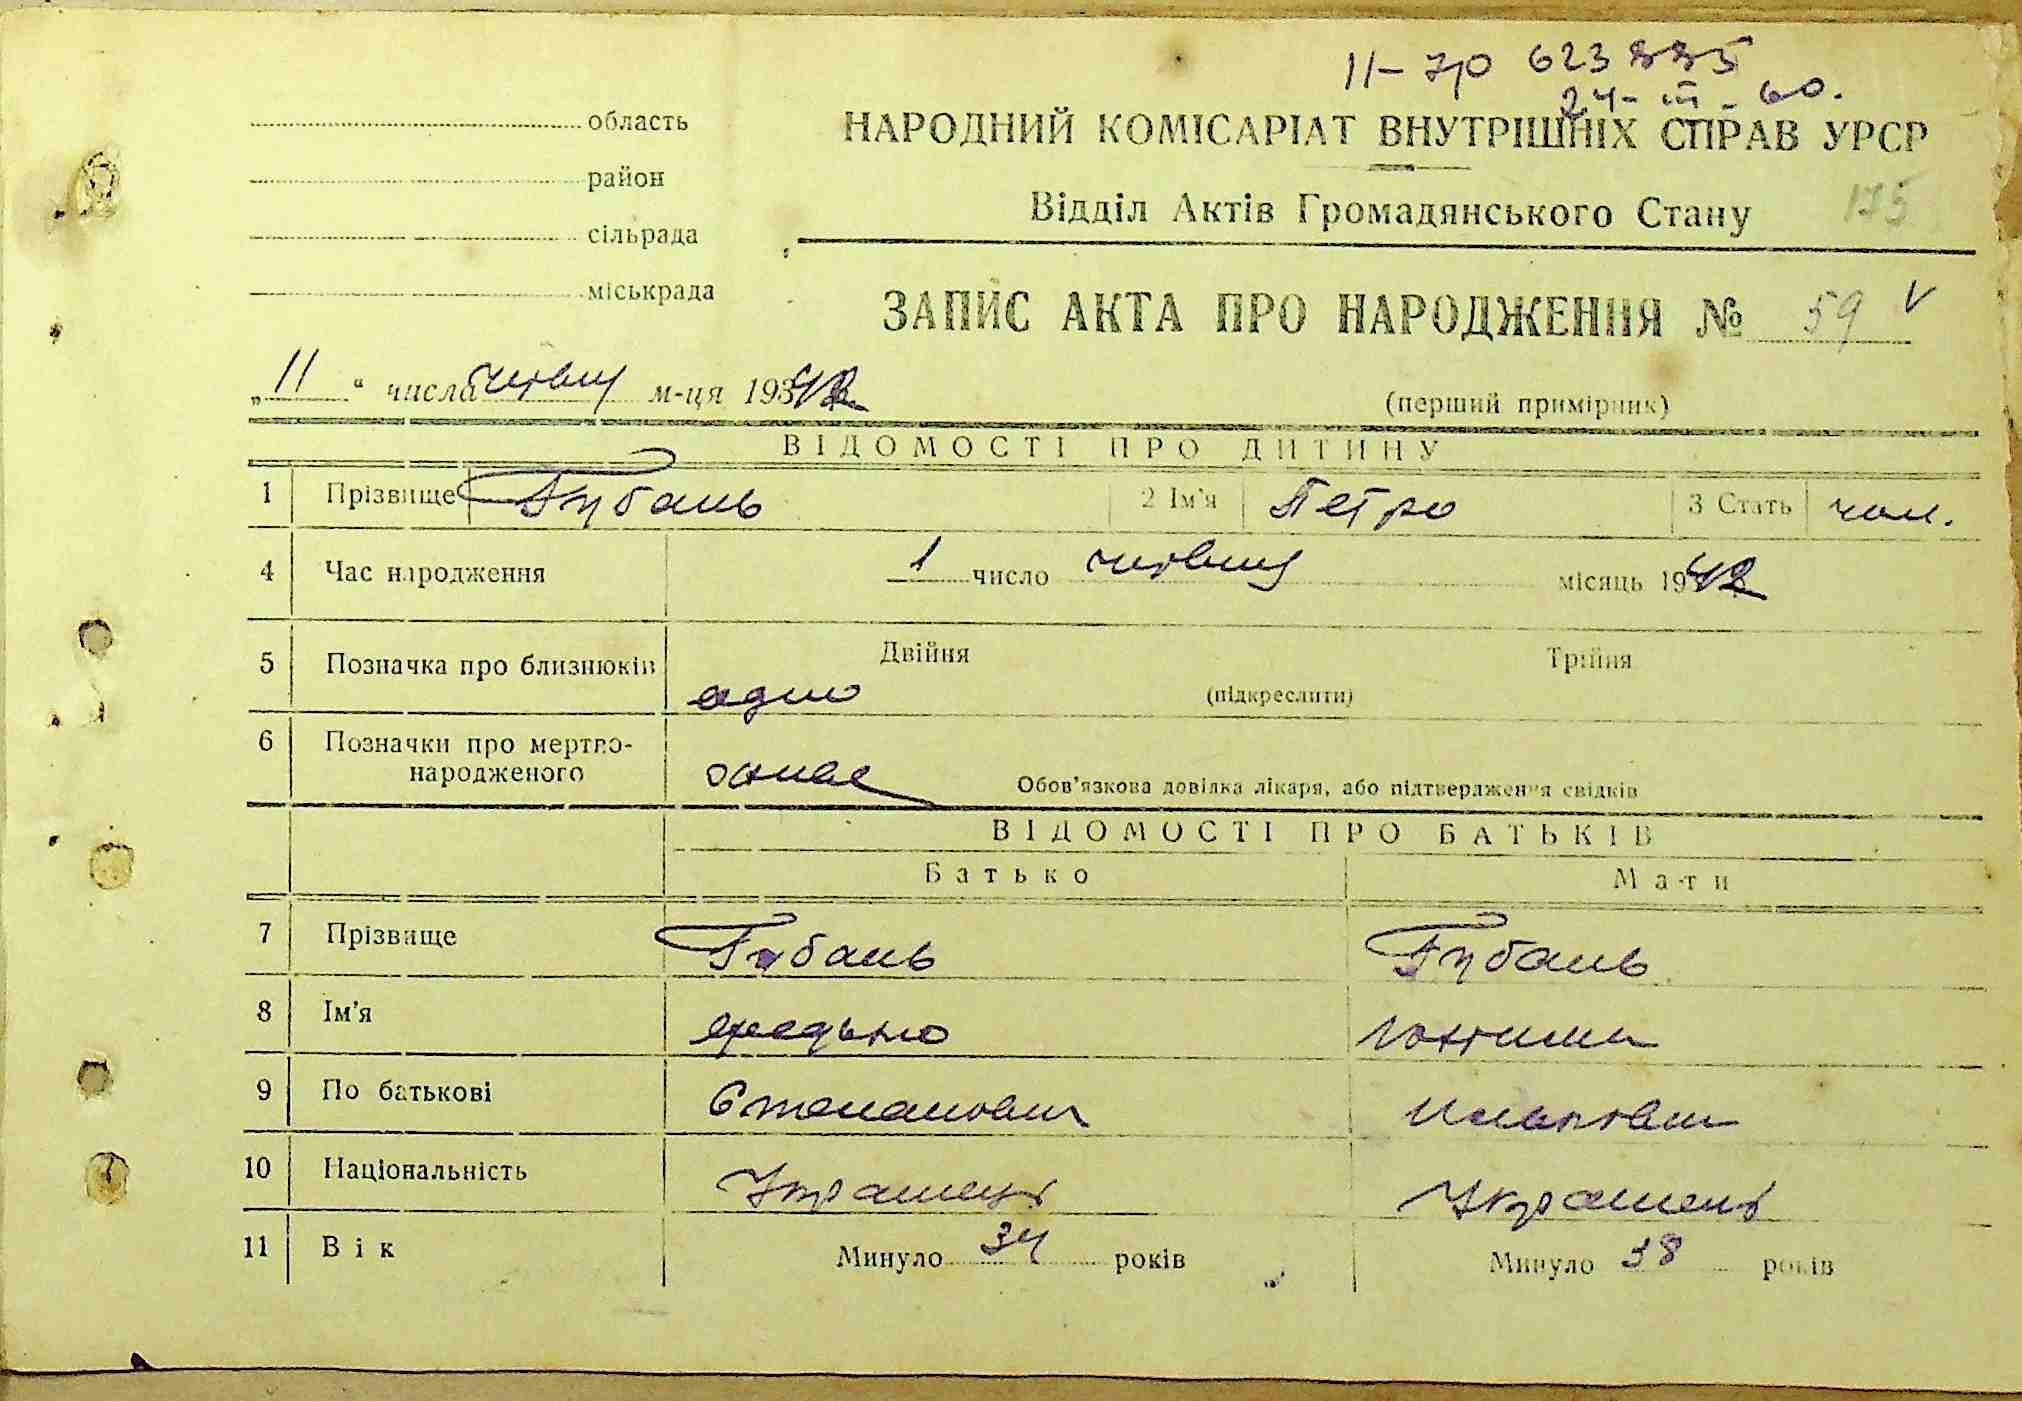 II-УР 623885
24-III-60.
область
район
сільрада
міськрада
НАРОДНИЙ КОМІСАРІАТ ВНУТРІШНІХ СПРАВ УРСР
Відділ Актів Громадянського Стану
175
ЗАПИС АКТА ПРО НАРОДЖЕННЯ № 59 V
„11“ числа червня м-ця 1942
(перший примірник)
ВІДОМОСТІ ПРО ДИТИНУ
1 Прізвище Губань 2 Ім'я Петро 3 Стать чол.
4 Час народження 1 число червня місяць 1942
5 Позначка про близнюків Двійня Трійня
одно (підкреслити)
6 Позначки про мертво-
народженого Обов'язкова довідка лікаря, або підтвердження свідків
ВІДОМОСТІ ПРО БАТЬКІВ
Батько Мати
7 Прізвище Губань Губань
8 Ім'я
9 По батькові Степанович
10 Національність Украинец Украинец
11 Вік Минуло 34 років Минуло 38 років